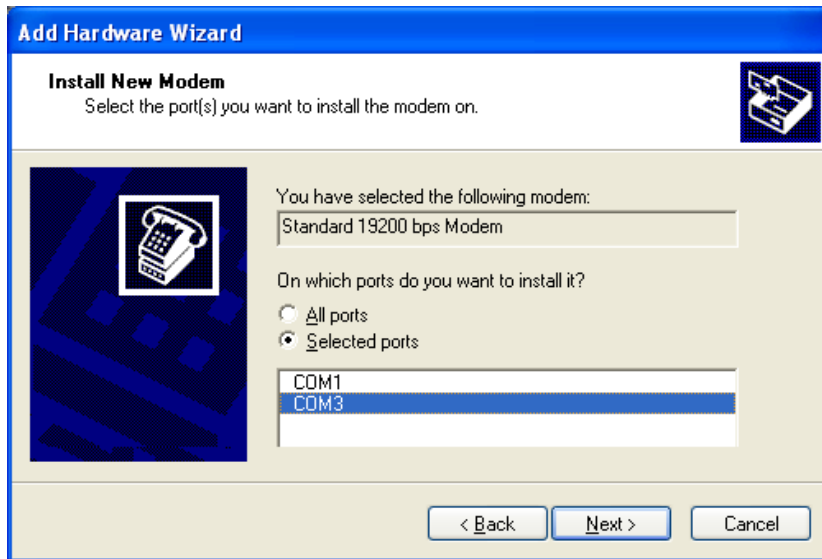 Add Hardware Wizard
Install New Modem
Select the port(s) you want to install the modem on.
You have selected the following modem:
Standard 19200 bps Modem
On which ports do you want to install it?
All ports
Selected ports
COM1
COM3
< Back Next > Cancel